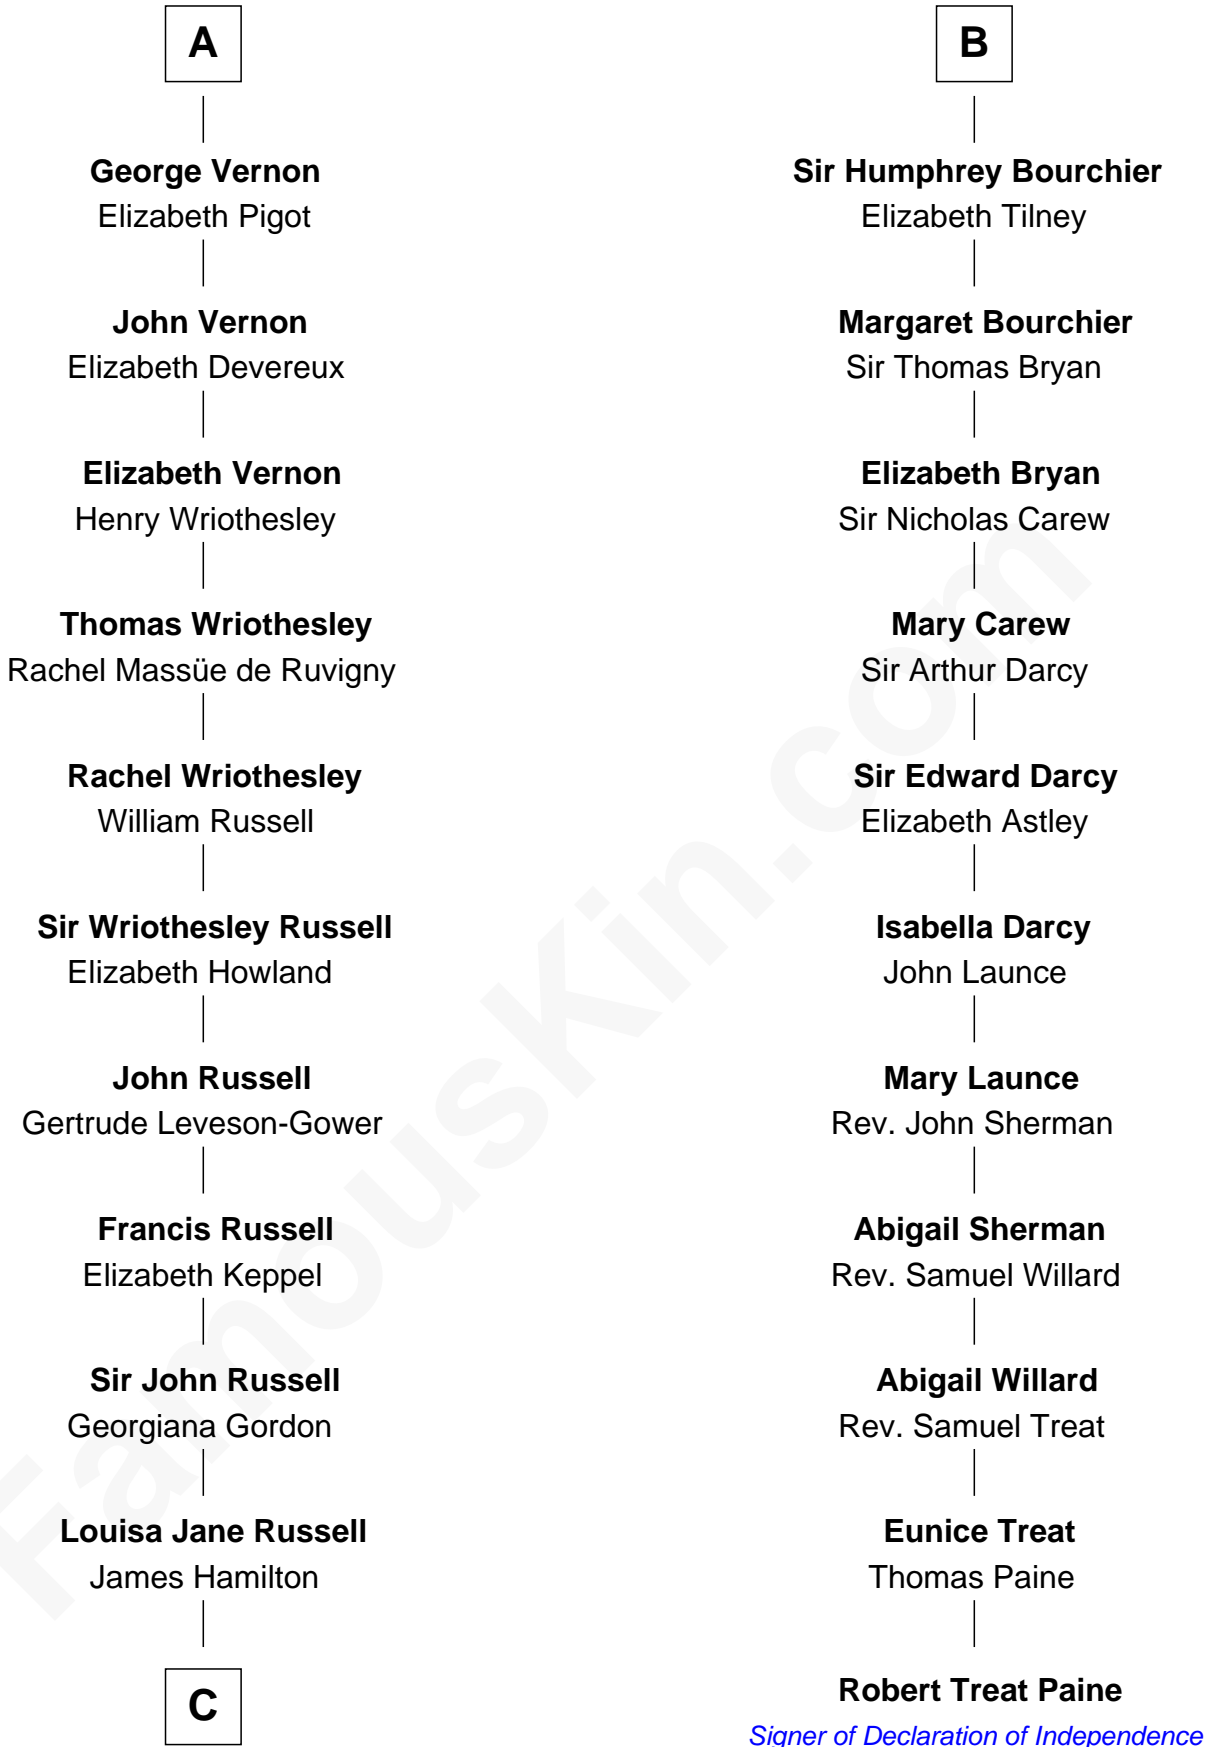 A
George Vernon
Elizabeth Pigot
John Vernon
Elizabeth Devereux
Elizabeth Vernon
Henry Wriothesley
Thomas Wriothesley
Rachel Massüe de Ruvigny
Rachel Wriothesley
William Russell
Sir Wriothesley Russell
Elizabeth Howland
John Russell
Gertrude Leveson-Gower
Francis Russell
Elizabeth Keppel
Sir John Russell
Georgiana Gordon
Louisa Jane Russell
James Hamilton
C
B
Sir Humphrey Bourchier
Elizabeth Tilney
Margaret Bourchier
Sir Thomas Bryan
Elizabeth Bryan
Sir Nicholas Carew
Mary Carew
Sir Arthur Darcy
Sir Edward Darcy
Elizabeth Astley
Isabella Darcy
John Launce
Mary Launce
Rev. John Sherman
Abigail Sherman
Rev. Samuel Willard
Abigail Willard
Rev. Samuel Treat
Eunice Treat
Thomas Paine
Robert Treat Paine
Signer of Declaration of Independence
FamousKin.com